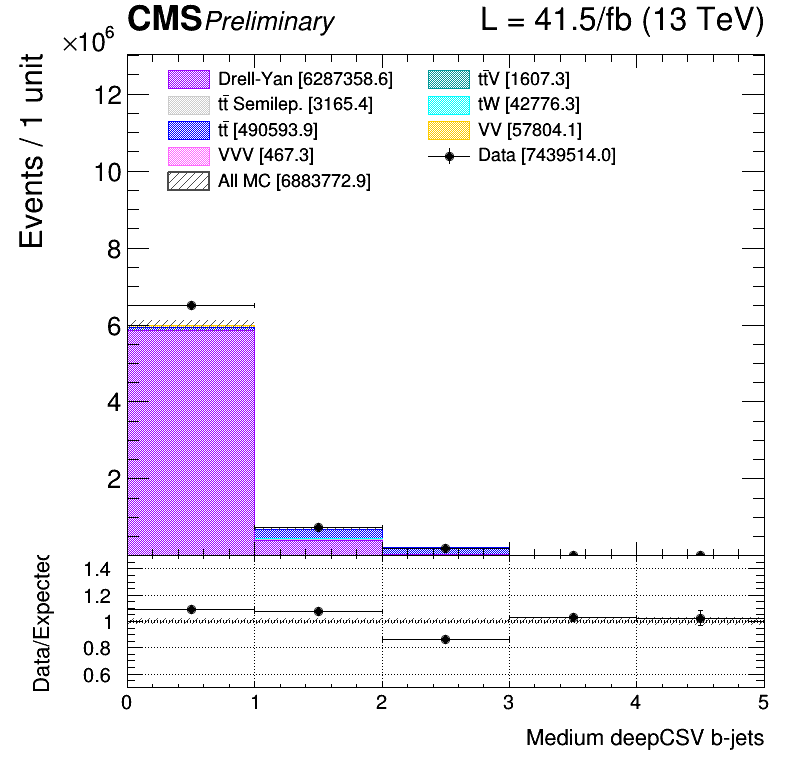 CMS Preliminary L = 41.5/fb (13 TeV)
×10⁶
Events / 1 unit
Drell-Yan [6287358.6]
tt̄ Semilep. [3165.4]
tt̄ [490593.9]
VVV [467.3]
All MC [6883772.9]
tt̄V [1607.3]
tW [42776.3]
VV [57804.1]
Data [7439514.0]
12
10
8
6
4
2
Data/Expected
1.4
1.2
1
0.8
0.6
0 1 2 3 4 5
Medium deepCSV b-jets